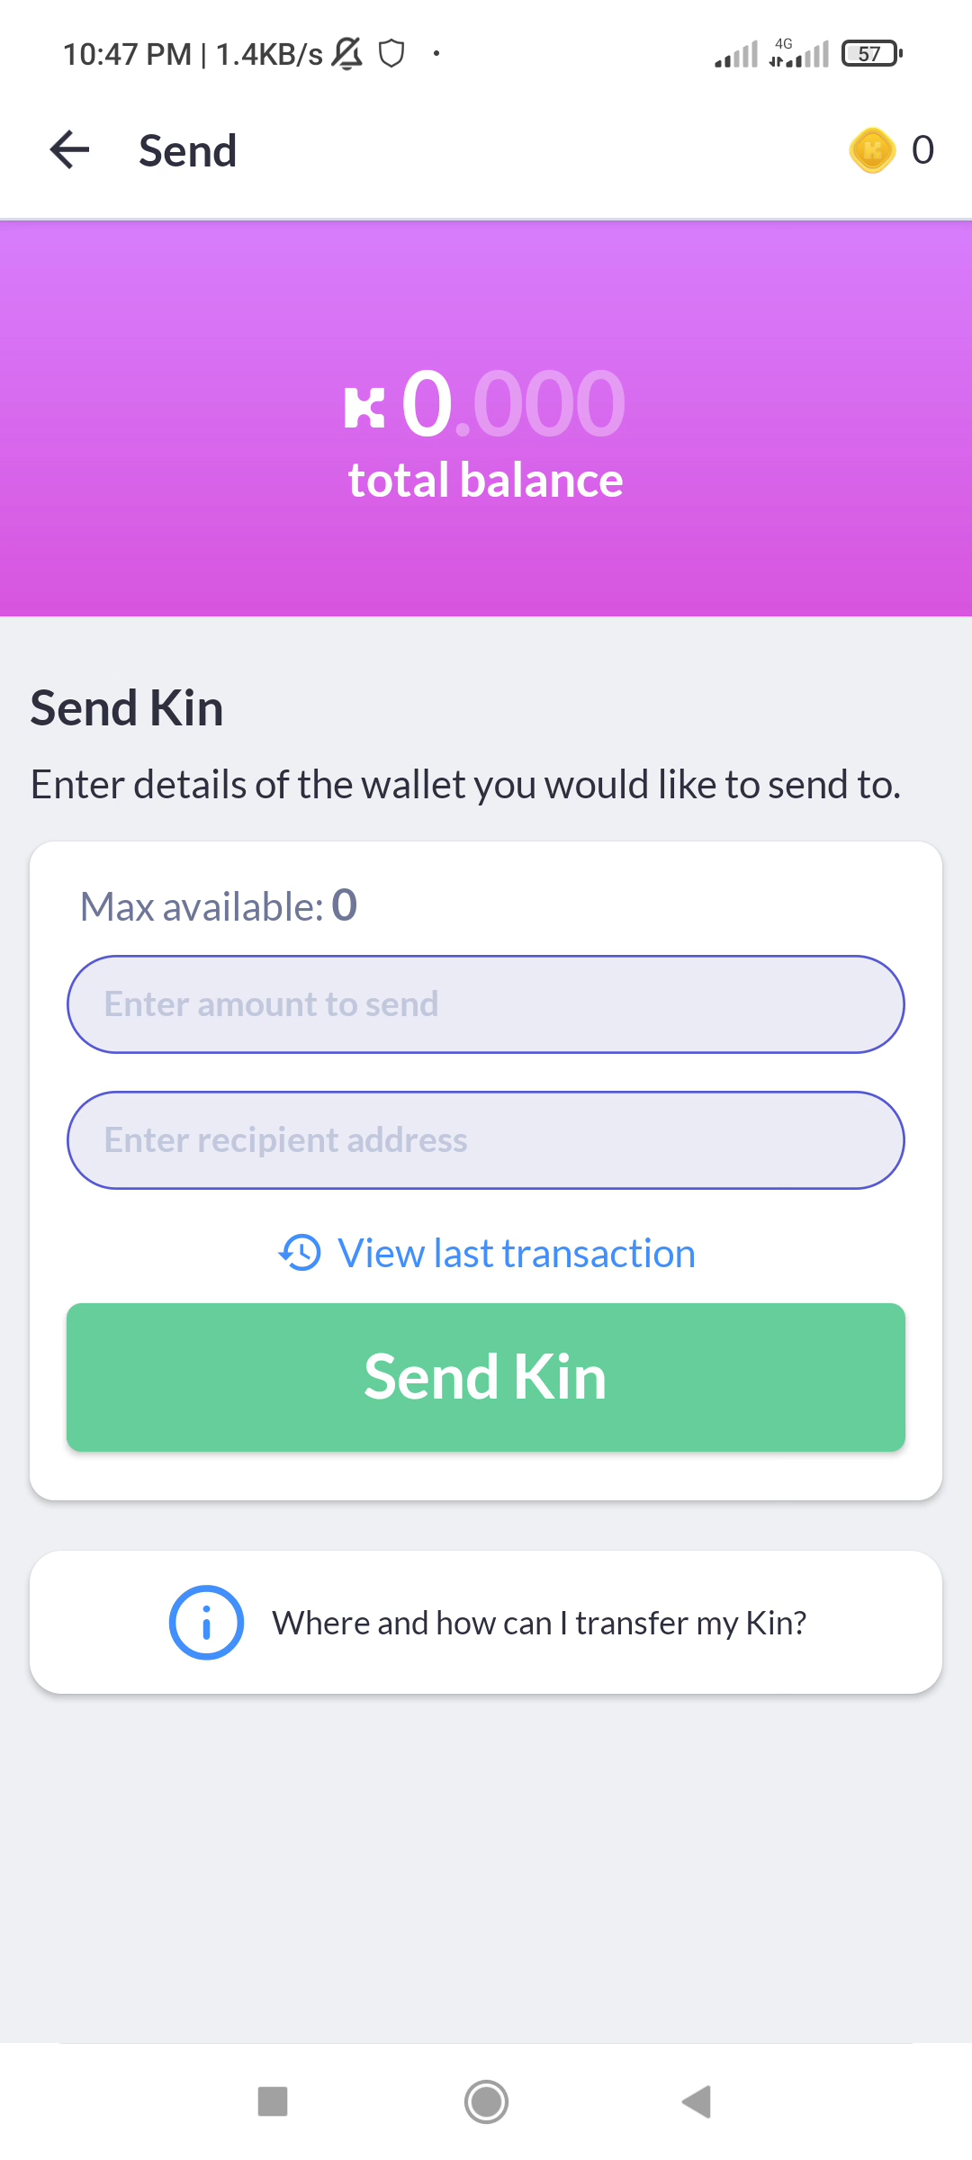 10:47 PM | 1.4KB/s
4G
57
Send
0
0.000
total balance
Send Kin
Enter details of the wallet you would like to send to.
Max available: 0
Enter amount to send
Enter recipient address
View last transaction
Send Kin
Where and how can I transfer my Kin?